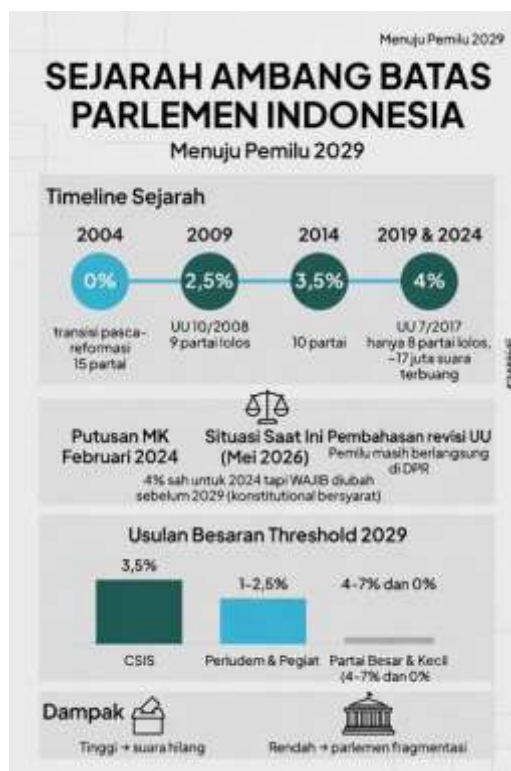 Menuju Pemilu 2029
SEJARAH AMBANG BATAS
PARLEMEN INDONESIA
Menuju Pemilu 2029
Timeline Sejarah
2004
2009
2014
2019 & 2024
0%
2,5%
3,5%
4%
transisi pasca-
reformasi
15 partai
UU 10/2008
9 partai lolos
10 partai
UU 7/2017
hanya 8 partai lolos,
~17 juta suara
terbuang
Putusan MK
Februari 2024
Situasi Saat Ini
(Mei 2026)
Pembahasan revisi UU
Pemilu masih berlangsung
di DPR
4% sah untuk 2024 tapi WAJIB diubah
sebelum 2029 (konstitutional bersyarat)
Usulan Besaran Threshold 2029
3,5%
1-2,5%
4-7% dan 0%
CSIS
Perludem & Pegiat
Partai Besar & Kecil
(4-7% dan 0%
Dampak
Tinggi → suara hilang
Rendah → parlemen fragmentasi